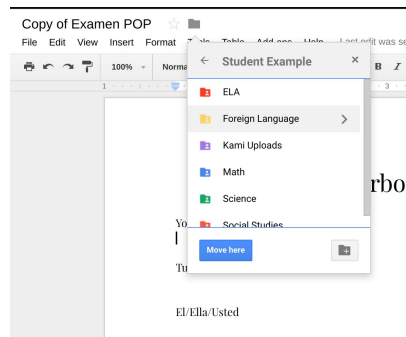 Copy of Examen POP
File Edit View Insert Format Tools Table Add-ons Help Last edit was se
100% Norma B I
1 3
Student Example ×
ELA
Foreign Language
Kami Uploads
Math
Science
Social Studies
Move here
rbo
Yo
Tu
El/Ella/Usted